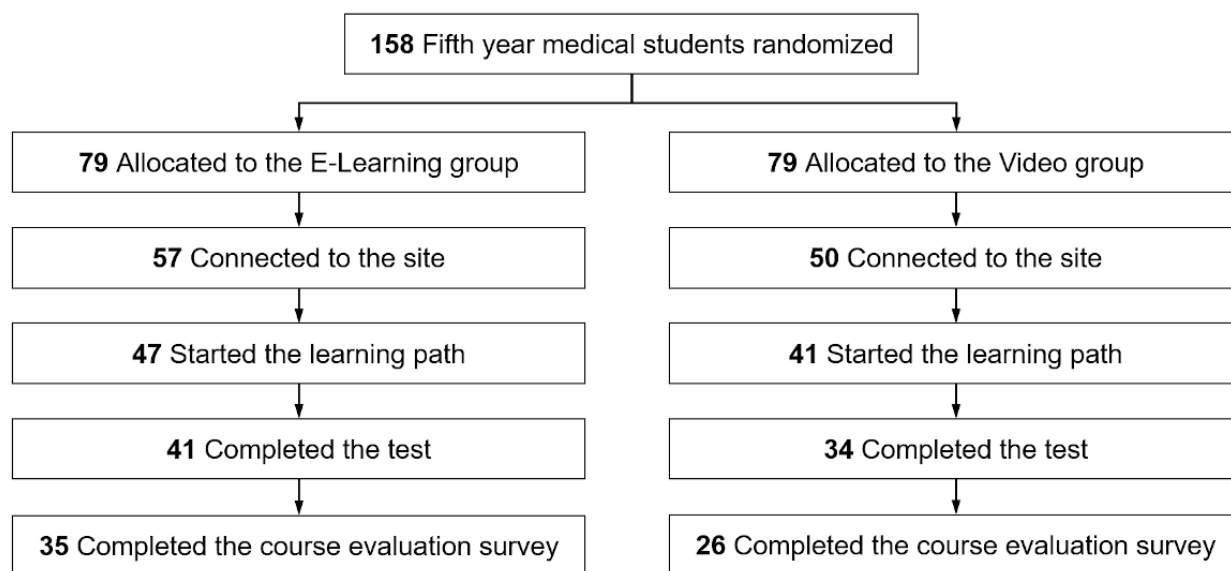 158 Fifth year medical students randomized
79 Allocated to the E-Learning group
79 Allocated to the Video group
57 Connected to the site
50 Connected to the site
47 Started the learning path
41 Started the learning path
41 Completed the test
34 Completed the test
35 Completed the course evaluation survey
26 Completed the course evaluation survey